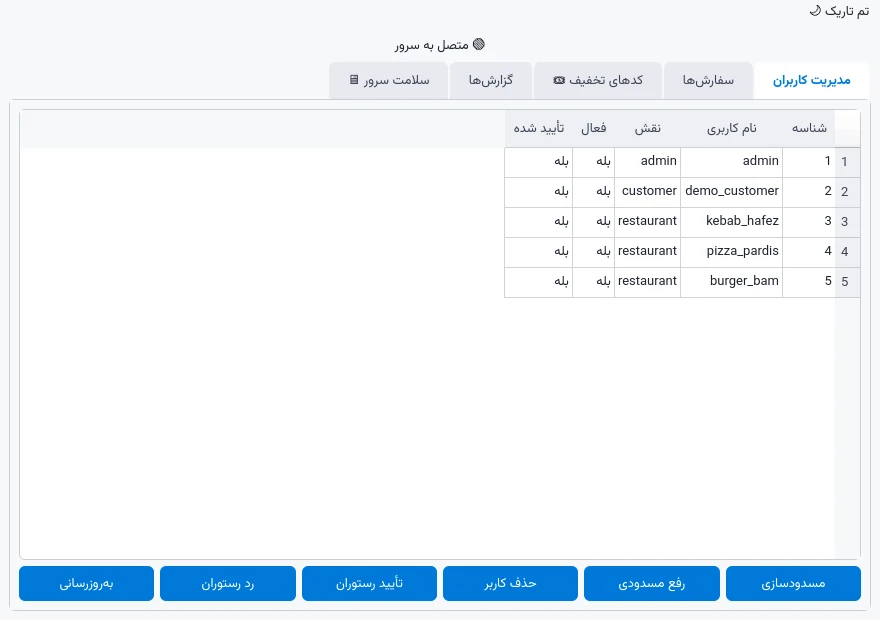 تم تاریک 🌙
متصل به سرور
مدیریت کاربران سفارش‌ها کدهای تخفیف 🎟 گزارش‌ها سلامت سرور 🖥
شناسه نام کاربری نقش فعال تأیید شده
1 1 admin admin بله بله
2 2 demo_customer customer بله بله
3 3 kebab_hafez restaurant بله بله
4 4 pizza_pardis restaurant بله بله
5 5 burger_bam restaurant بله بله
مسدودسازی رفع مسدودی حذف کاربر تأیید رستوران رد رستوران به‌روزرسانی